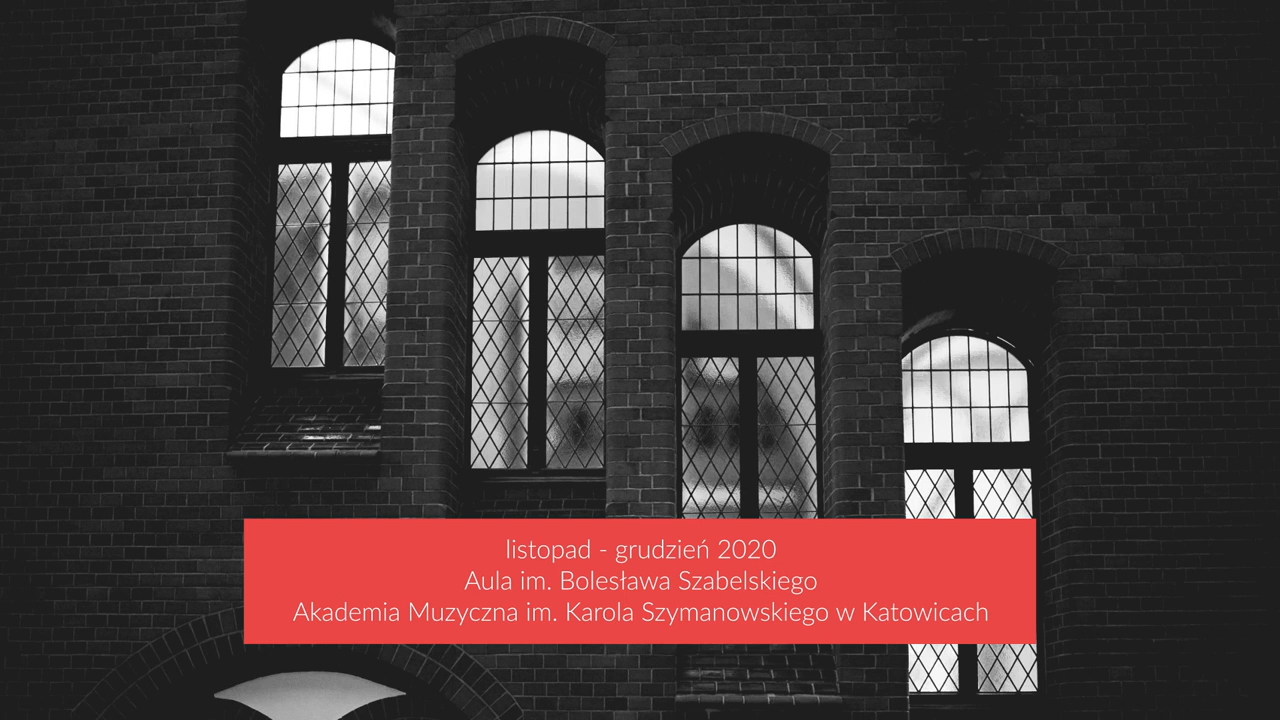 listopad - grudzień 2020
Aula im. Bolesława Szabelskiego
Akademia Muzyczna im. Karola Szymanowskiego w Katowicach